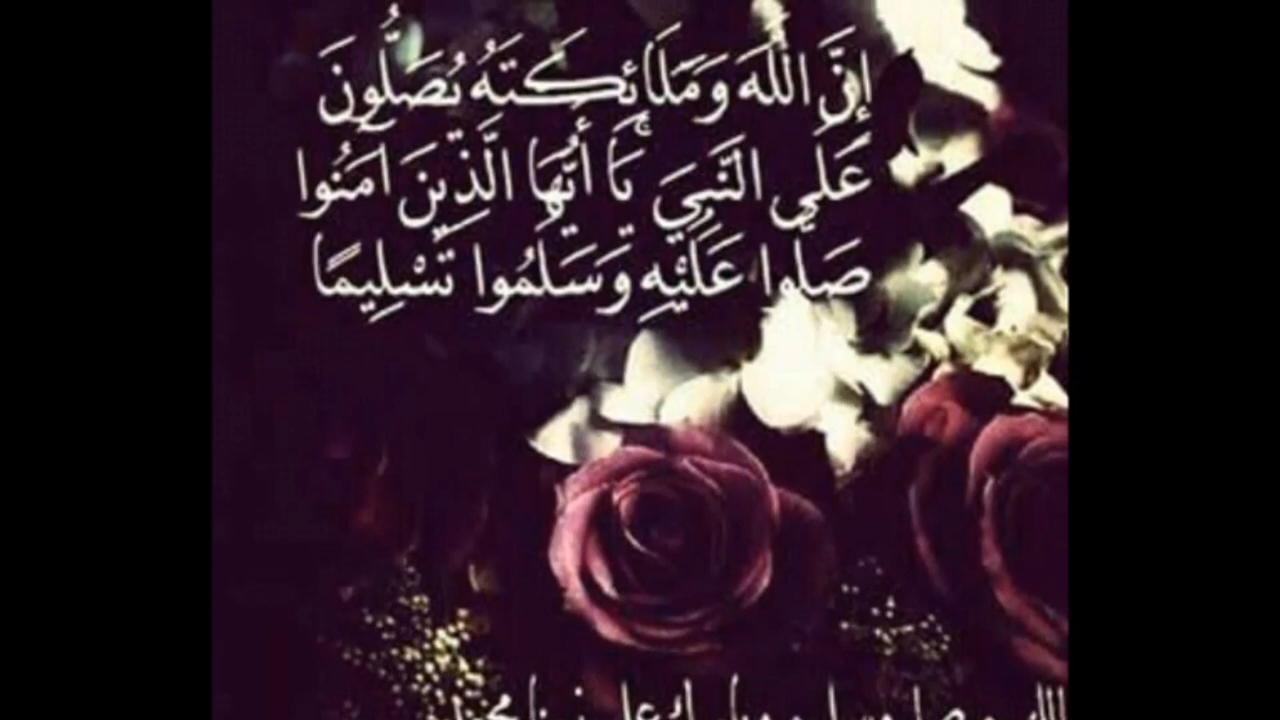 إِنَّ اللَّهَ وَمَلَائِكَتَهُ يُصَلُّونَ
عَلَى النَّبِيِّ يَا أَيُّهَا الَّذِينَ آمَنُوا
صَلُّوا عَلَيْهِ وَسَلِّمُوا تَسْلِيمًا